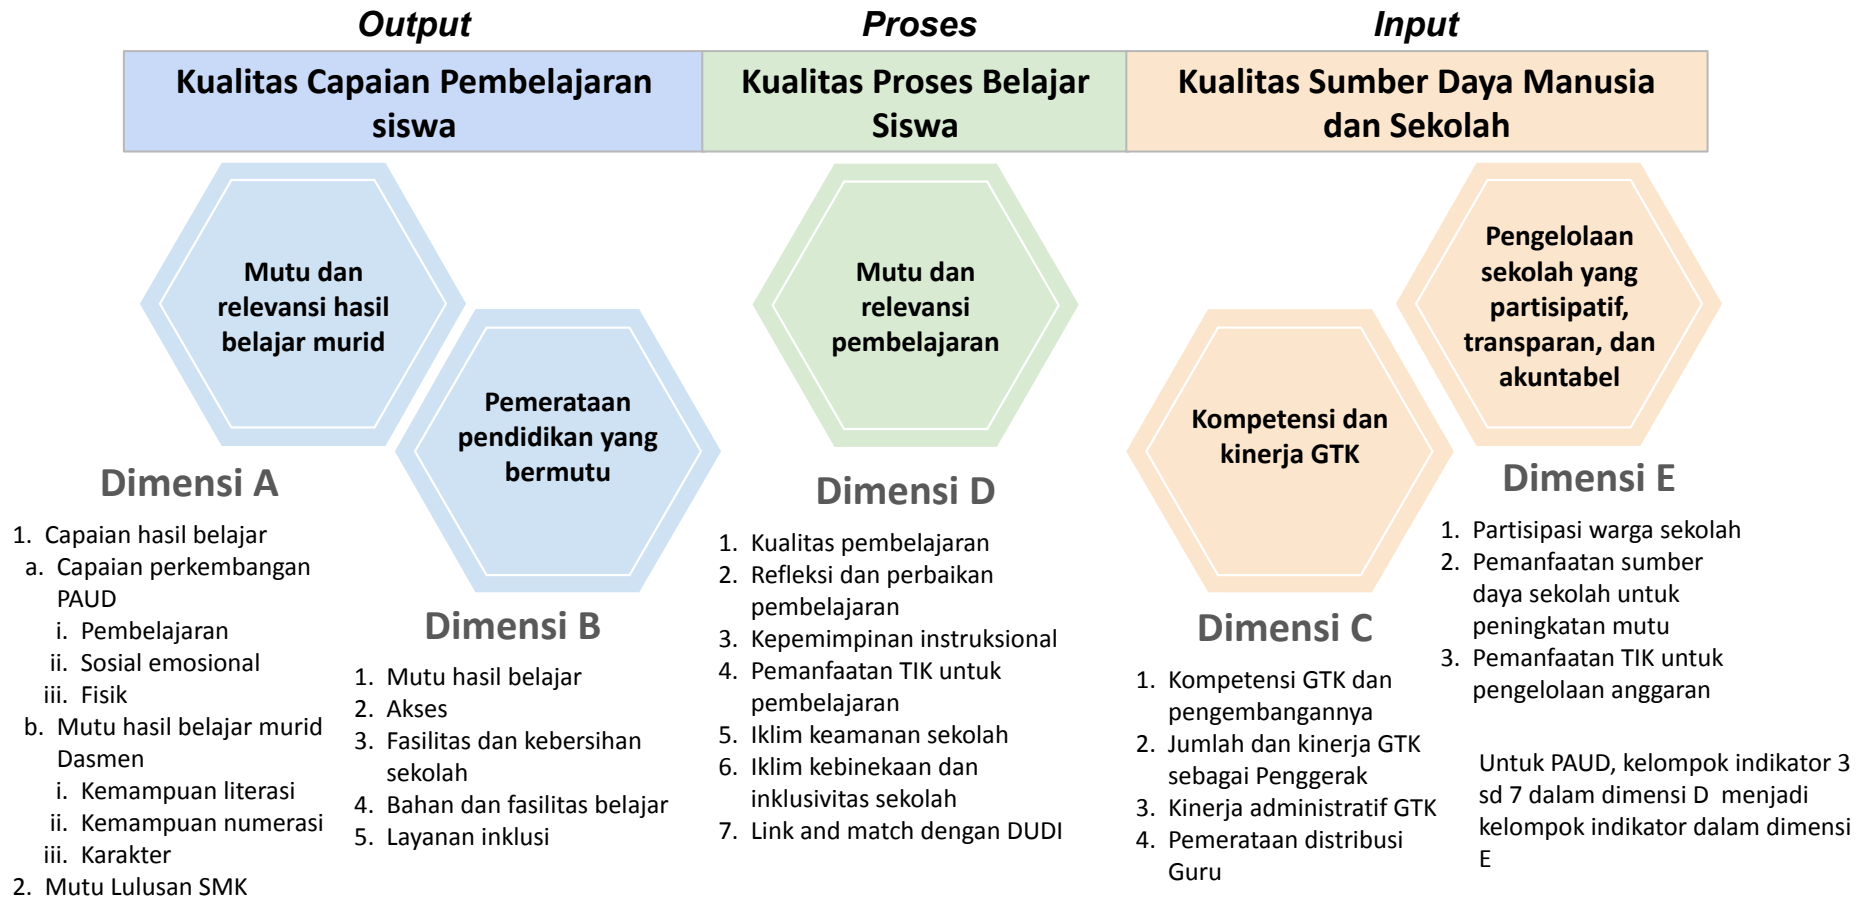 Output
Proses
Input
Kualitas Capaian Pembelajaran
siswa
Kualitas Proses Belajar
Siswa
Kualitas Sumber Daya Manusia
dan Sekolah
Mutu dan
relevansi hasil
belajar murid
Dimensi A
1. Capaian hasil belajar
a. Capaian perkembangan
PAUD
i. Pembelajaran
ii. Sosial emosional
iii. Fisik
b. Mutu hasil belajar murid
Dasmen
i. Kemampuan literasi
ii. Kemampuan numerasi
iii. Karakter
2. Mutu Lulusan SMK
Pemerataan
pendidikan yang
bermutu
Dimensi B
1. Mutu hasil belajar
2. Akses
3. Fasilitas dan kebersihan
sekolah
4. Bahan dan fasilitas belajar
5. Layanan inklusi
Mutu dan
relevansi
pembelajaran
Dimensi D
1. Kualitas pembelajaran
2. Refleksi dan perbaikan
pembelajaran
3. Kepemimpinan instruksional
4. Pemanfaatan TIK untuk
pembelajaran
5. Iklim keamanan sekolah
6. Iklim kebinekaan dan
inklusivitas sekolah
7. Link and match dengan DUDI
Kompetensi dan
kinerja GTK
Dimensi C
1. Kompetensi GTK dan
pengembangannya
2. Jumlah dan kinerja GTK
sebagai Penggerak
3. Kinerja administratif GTK
4. Pemerataan distribusi
Guru
Pengelolaan
sekolah yang
partisipatif,
transparan, dan
akuntabel
Dimensi E
1. Partisipasi warga sekolah
2. Pemanfaatan sumber
daya sekolah untuk
peningkatan mutu
3. Pemanfaatan TIK untuk
pengelolaan anggaran
Untuk PAUD, kelompok indikator 3
sd 7 dalam dimensi D menjadi
kelompok indikator dalam dimensi
E